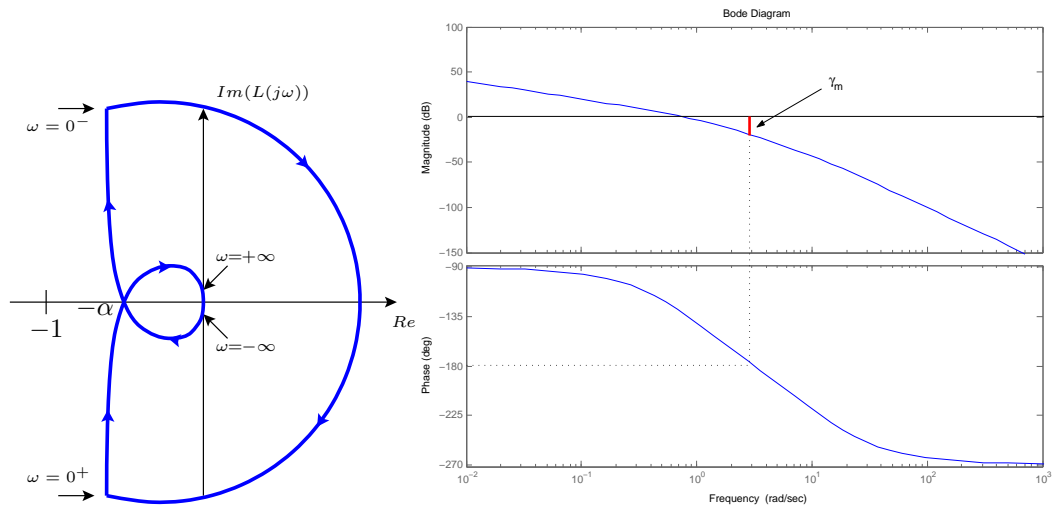 Im(L(jω))
ω = 0⁻
ω=+∞
−α
−1
Re
ω=−∞
ω = 0⁺
Bode Diagram
100
50
0
−50
−100
−150
Magnitude (dB)
γm
−90
−135
−180
−225
−270
Phase (deg)
10⁻²
10⁻¹
10⁰
10¹
10²
10³
Frequency (rad/sec)